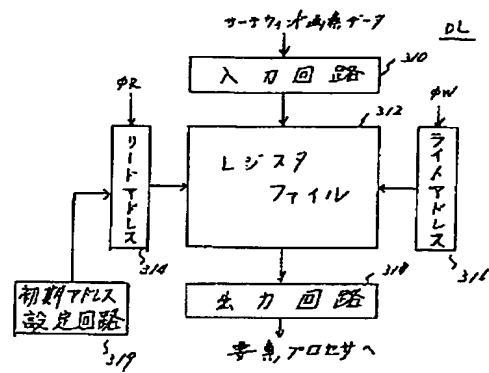 サーチウィンド画素データ
DL
入力回路
310
φR
312
φW
リードアドレス
レジスタ
ファイル
ライトアドレス
314
316
初期アドレス
設定回路
319
318
出力回路
要素プロセサへ